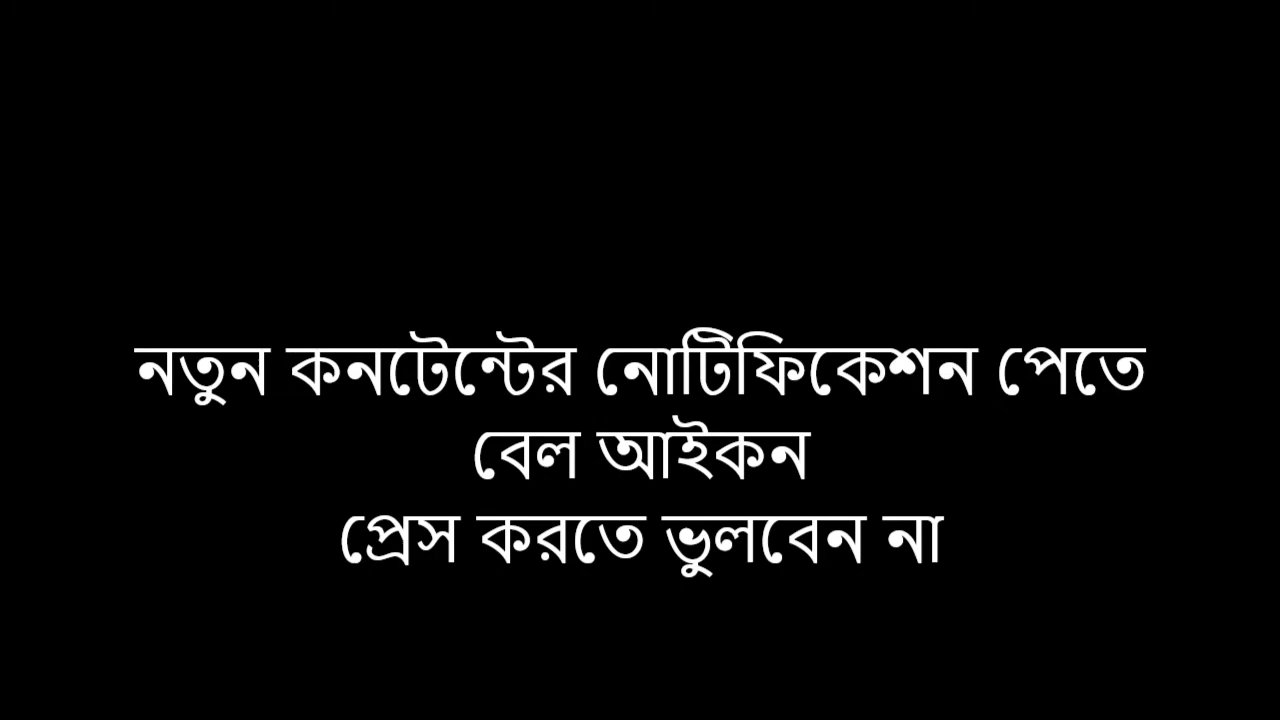 নতুন কনটেন্টের নোটিফিকেশন পেতে
বেল আইকন
প্রেস করতে ভুলবেন না